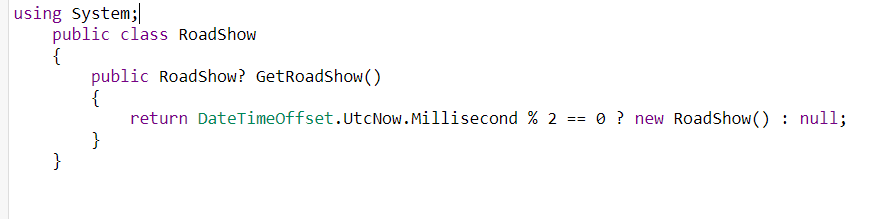 using System;
    public class RoadShow
    {
        public RoadShow? GetRoadShow()
        {
            return DateTimeOffset.UtcNow.Millisecond % 2 == 0 ? new RoadShow() : null;
        }
    }